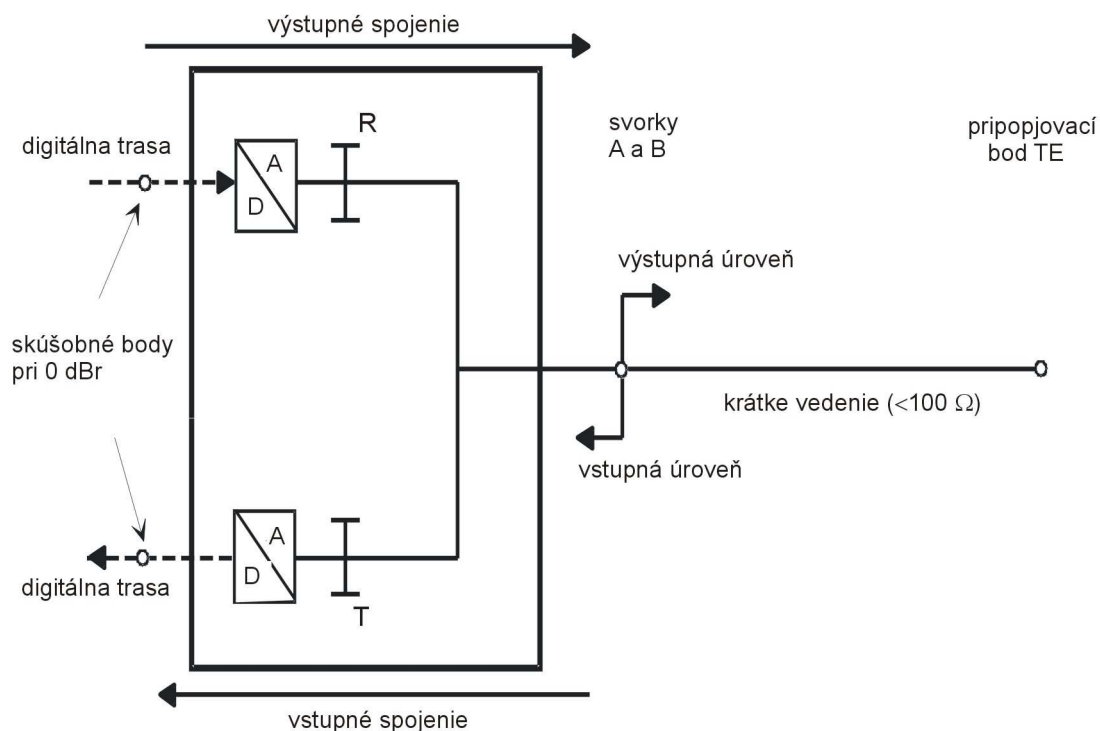 výstupné spojenie
R
svorky
A a B
pripopjovací
bod TE
digitálna trasa
A
D
výstupná úroveň
skúšobné body
pri 0 dBr
krátke vedenie (<100 Ω)
vstupná úroveň
A
D
digitálna trasa
T
vstupné spojenie